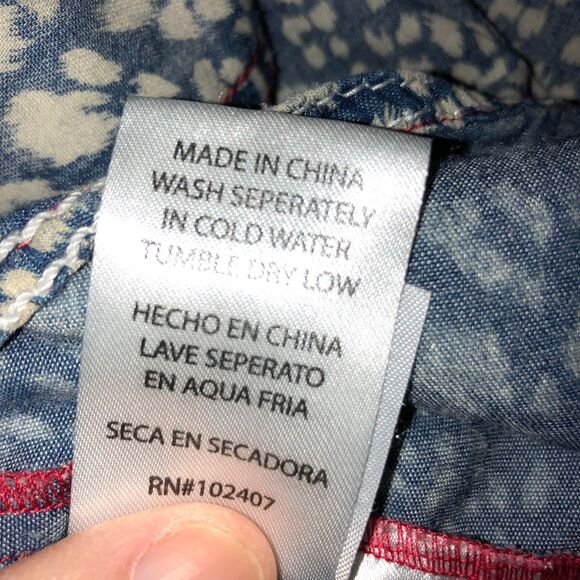 MADE IN CHINA
WASH SEPERATELY
IN COLD WATER
TUMBLE DRY LOW
HECHO EN CHINA
LAVE SEPERATO
EN AQUA FRIA
SECA EN SECADORA
RN#102407